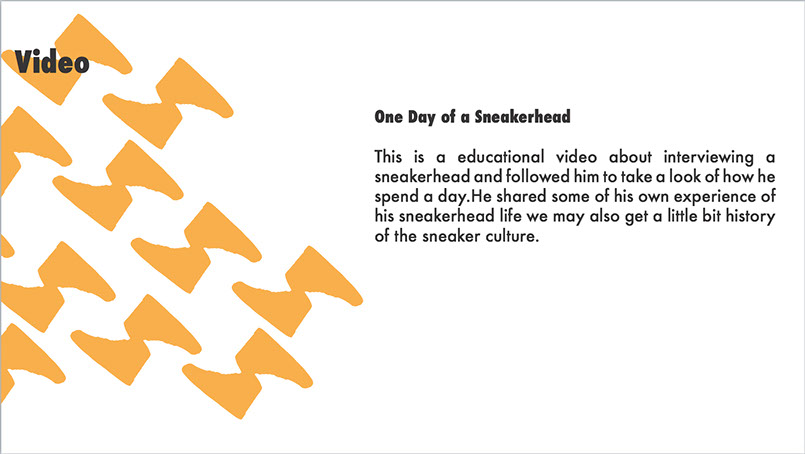 Video
One Day of a Sneakerhead
This is a educational video about interviewing a
sneakerhead and followed him to take a look of how he
spend a day.He shared some of his own experience of
his sneakerhead life we may also get a little bit history
of the sneaker culture.